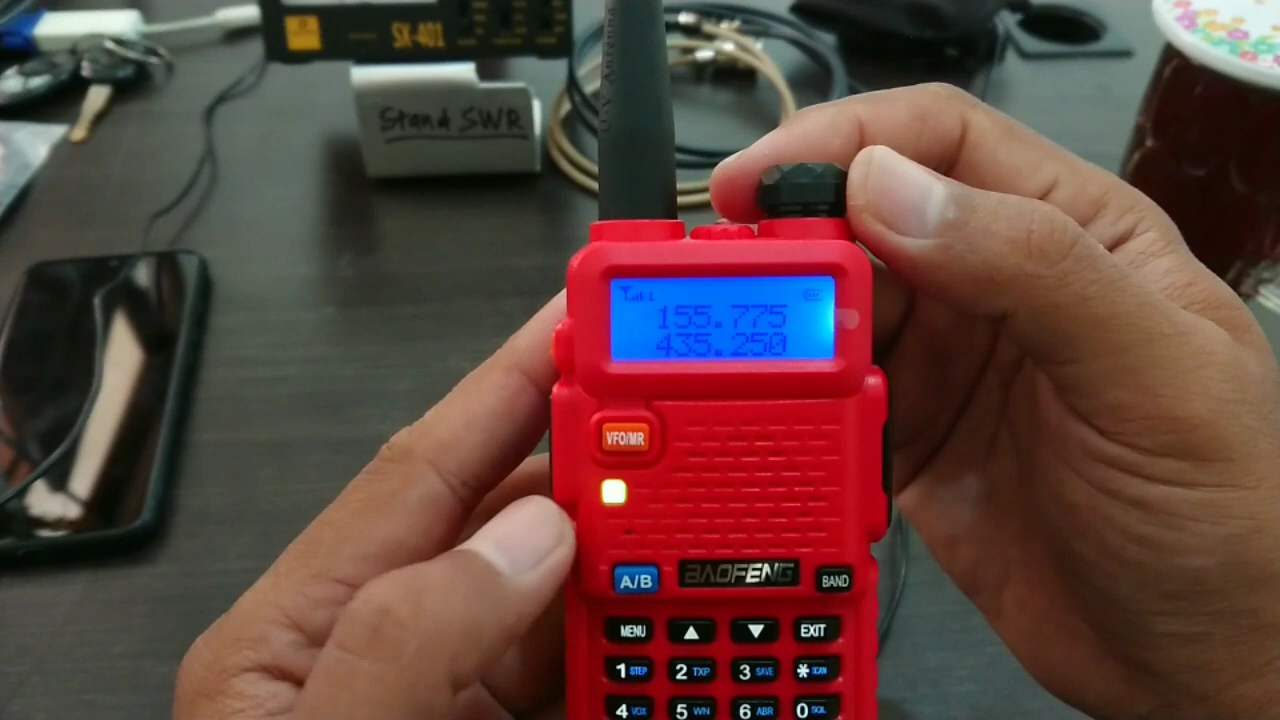 SX-401
Stand SWR
155.775
435.250
VFO/MR
A/B
BAOFENG
BAND
MENU ▲ ▼ EXIT
1 STEP 2 TXP 3 SAVE * SCAN
4 VOX 5 WN 6 ABR 0 SQL